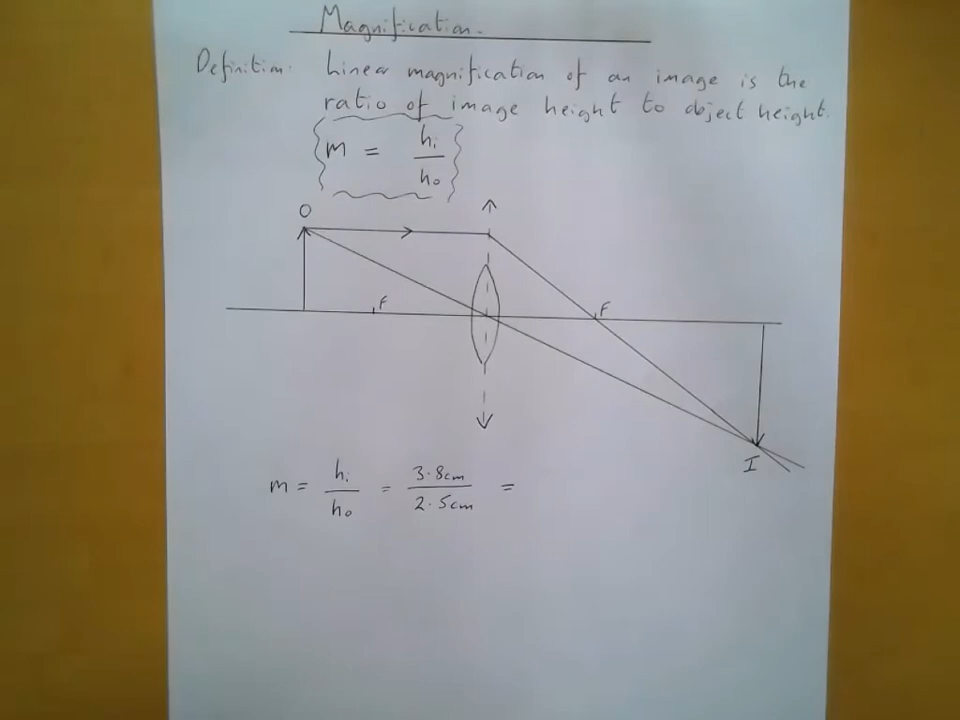 Magnification.
Definition: Linear magnification of an image is the
ratio of image height to object height.
m = hi/ho
O
F
F
I
m = hi/ho = 3.8cm/2.5cm =